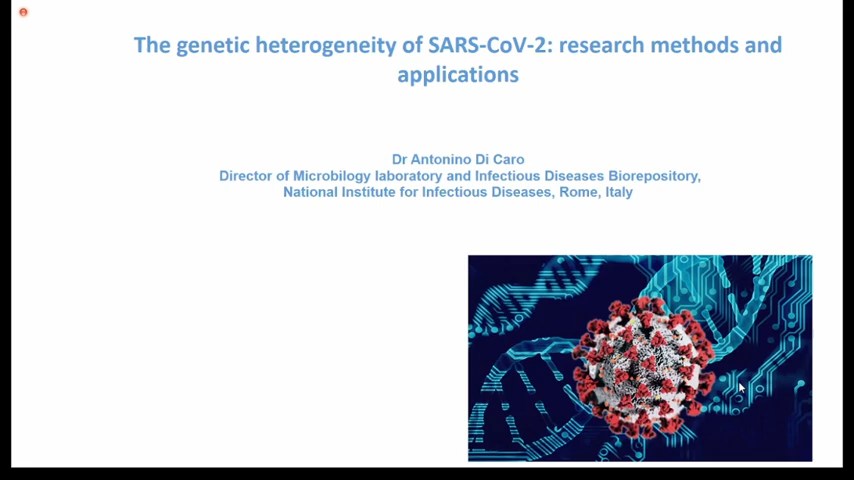 The genetic heterogeneity of SARS-CoV-2: research methods and
applications
Dr Antonino Di Caro
Director of Microbilogy laboratory and Infectious Diseases Biorepository,
National Institute for Infectious Diseases, Rome, Italy